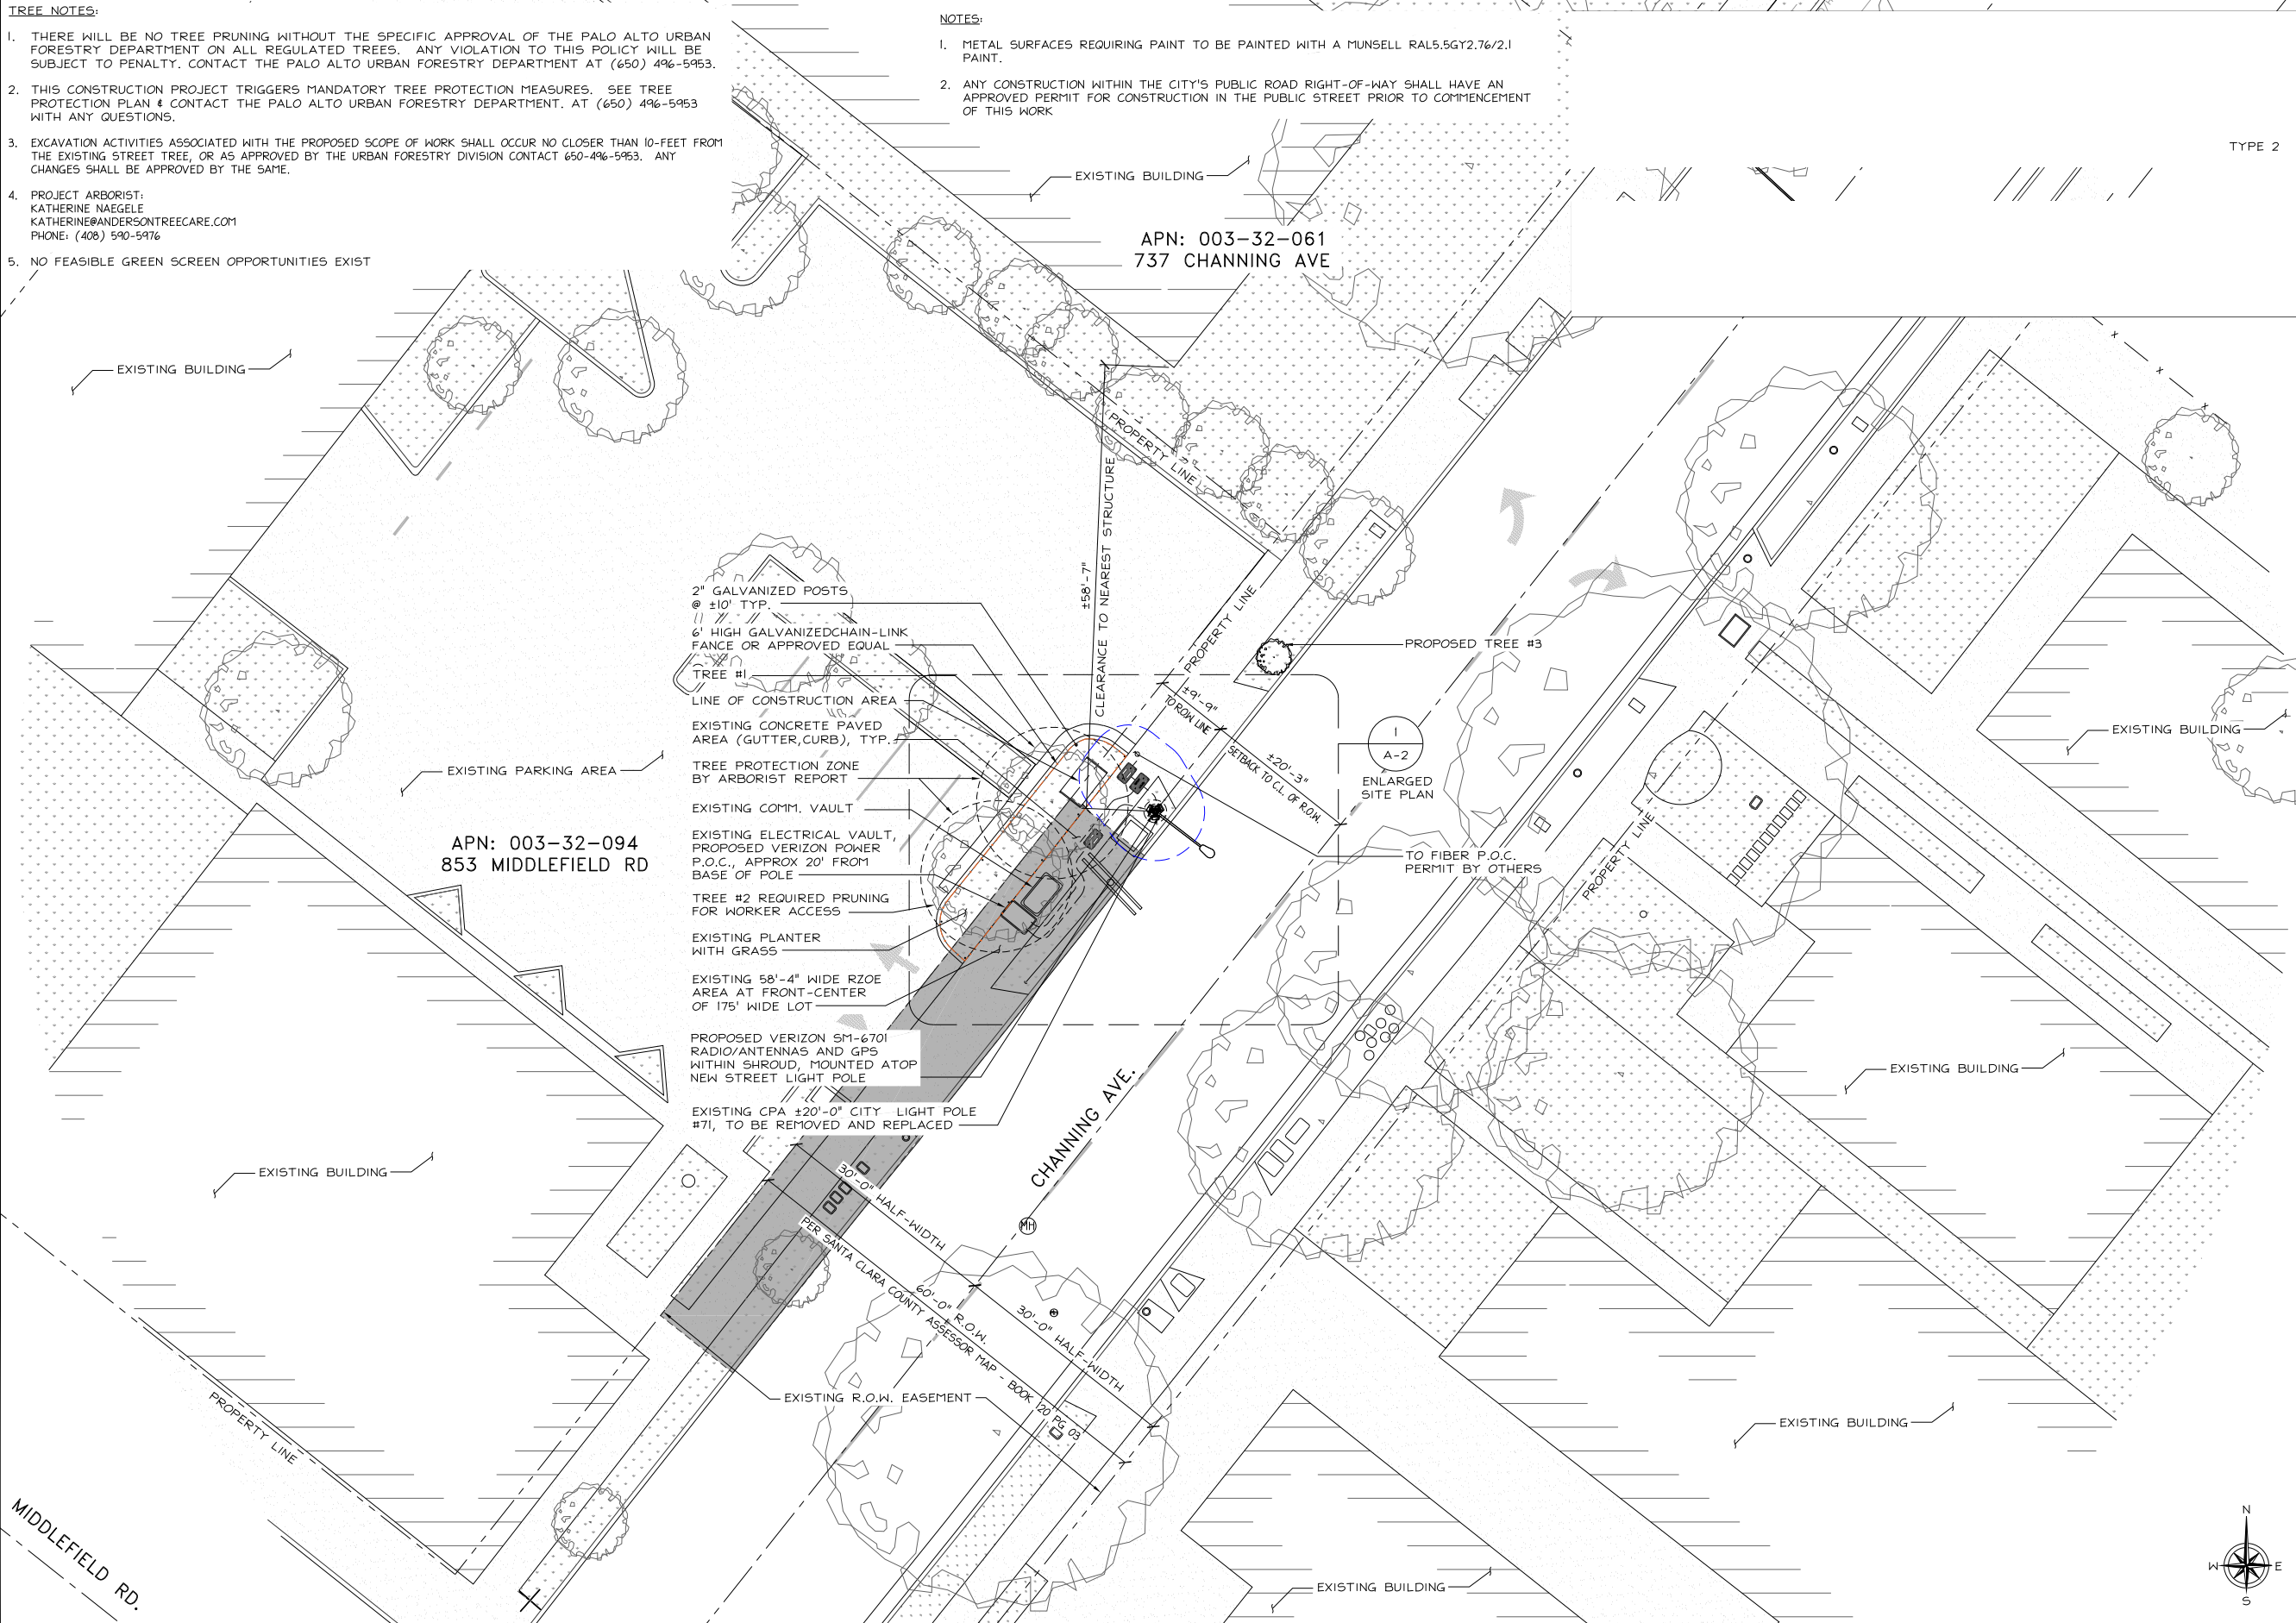 TREE NOTES:
1. THERE WILL BE NO TREE PRUNING WITHOUT THE SPECIFIC APPROVAL OF THE PALO ALTO URBAN
FORESTRY DEPARTMENT ON ALL REGULATED TREES. ANY VIOLATION TO THIS POLICY WILL BE
SUBJECT TO PENALTY. CONTACT THE PALO ALTO URBAN FORESTRY DEPARTMENT AT (650) 496-5953.
2. THIS CONSTRUCTION PROJECT TRIGGERS MANDATORY TREE PROTECTION MEASURES. SEE TREE
PROTECTION PLAN & CONTACT THE PALO ALTO URBAN FORESTRY DEPARTMENT. AT (650) 496-5953
WITH ANY QUESTIONS.
3. EXCAVATION ACTIVITIES ASSOCIATED WITH THE PROPOSED SCOPE OF WORK SHALL OCCUR NO CLOSER THAN 10-FEET FROM
THE EXISTING STREET TREE, OR AS APPROVED BY THE URBAN FORESTRY DIVISION CONTACT 650-496-5953. ANY
CHANGES SHALL BE APPROVED BY THE SAME.
4. PROJECT ARBORIST:
KATHERINE NAEGELE
KATHERINE@ANDERSONTREECARE.COM
PHONE: (408) 590-5976
5. NO FEASIBLE GREEN SCREEN OPPORTUNITIES EXIST
NOTES:
1. METAL SURFACES REQUIRING PAINT TO BE PAINTED WITH A MUNSELL RAL5.5GY2.76/2.1
PAINT.
2. ANY CONSTRUCTION WITHIN THE CITY'S PUBLIC ROAD RIGHT-OF-WAY SHALL HAVE AN
APPROVED PERMIT FOR CONSTRUCTION IN THE PUBLIC STREET PRIOR TO COMMENCEMENT
OF THIS WORK
TYPE 2
EXISTING BUILDING
APN: 003-32-061
737 CHANNING AVE
EXISTING BUILDING
PROPERTY LINE
±58'-7"
CLEARANCE TO NEAREST STRUCTURE
PROPERTY LINE
2" GALVANIZED POSTS
@ ±10' TYP.
6' HIGH GALVANIZEDCHAIN-LINK
FANCE OR APPROVED EQUAL
TREE #1
LINE OF CONSTRUCTION AREA
EXISTING CONCRETE PAVED
AREA (GUTTER,CURB), TYP.
TREE PROTECTION ZONE
BY ARBORIST REPORT
EXISTING COMM. VAULT
EXISTING ELECTRICAL VAULT,
PROPOSED VERIZON POWER
P.O.C., APPROX 20' FROM
BASE OF POLE
TREE #2 REQUIRED PRUNING
FOR WORKER ACCESS
EXISTING PLANTER
WITH GRASS
EXISTING 58'-4" WIDE RZOE
AREA AT FRONT-CENTER
OF 175' WIDE LOT
PROPOSED VERIZON SM-6701
RADIO/ANTENNAS AND GPS
WITHIN SHROUD, MOUNTED ATOP
NEW STREET LIGHT POLE
EXISTING CPA ±20'-0" CITY LIGHT POLE
#71, TO BE REMOVED AND REPLACED
PROPOSED TREE #3
±9'-9"
TO R.O.W. LINE
±20'-3"
SETBACK TO C.L. OF R.O.W.
1
A-2
ENLARGED
SITE PLAN
TO FIBER P.O.C.
PERMIT BY OTHERS
PROPERTY LINE
EXISTING BUILDING
EXISTING PARKING AREA
APN: 003-32-094
853 MIDDLEFIELD RD
EXISTING BUILDING
EXISTING BUILDING
CHANNING AVE.
MH
30'-0" HALF-WIDTH
60'-0" R.O.W.
PER SANTA CLARA COUNTY ASSESSOR MAP - BOOK 120 PG 03
30'-0" HALF-WIDTH
EXISTING R.O.W. EASEMENT
EXISTING BUILDING
PROPERTY LINE
MIDDLEFIELD RD.
EXISTING BUILDING
N
W
E
S